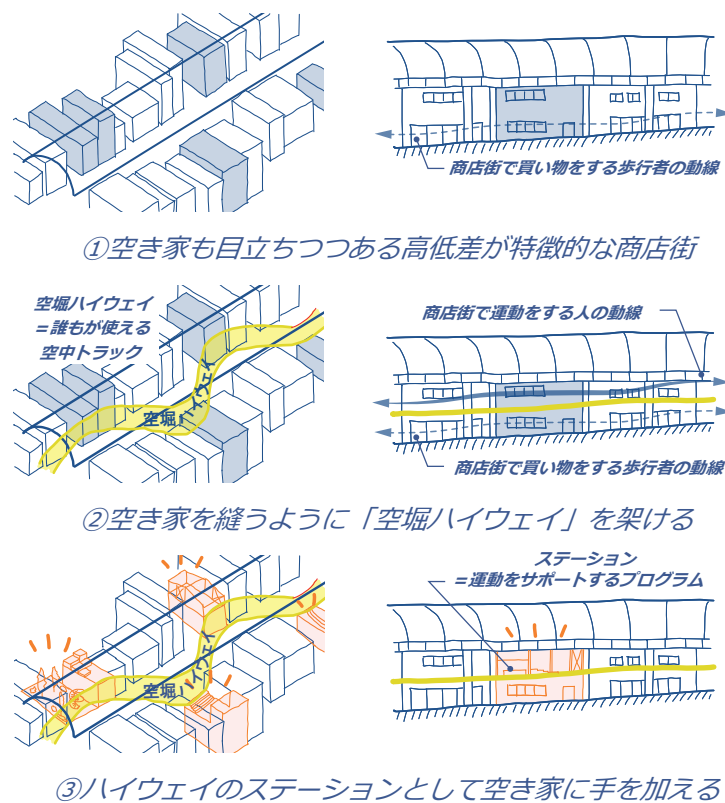 商店街で買い物をする歩行者の動線
①空き家も目立ちつつある高低差が特徴的な商店街
空堀ハイウェイ
=誰もが使える
空中トラック
空堀ハイウェイ
商店街で運動をする人の動線
商店街で買い物をする歩行者の動線
②空き家を縫うように「空堀ハイウェイ」を架ける
空堀ハイウェイ
ステーション
=運動をサポートするプログラム
③ハイウェイのステーションとして空き家に手を加える